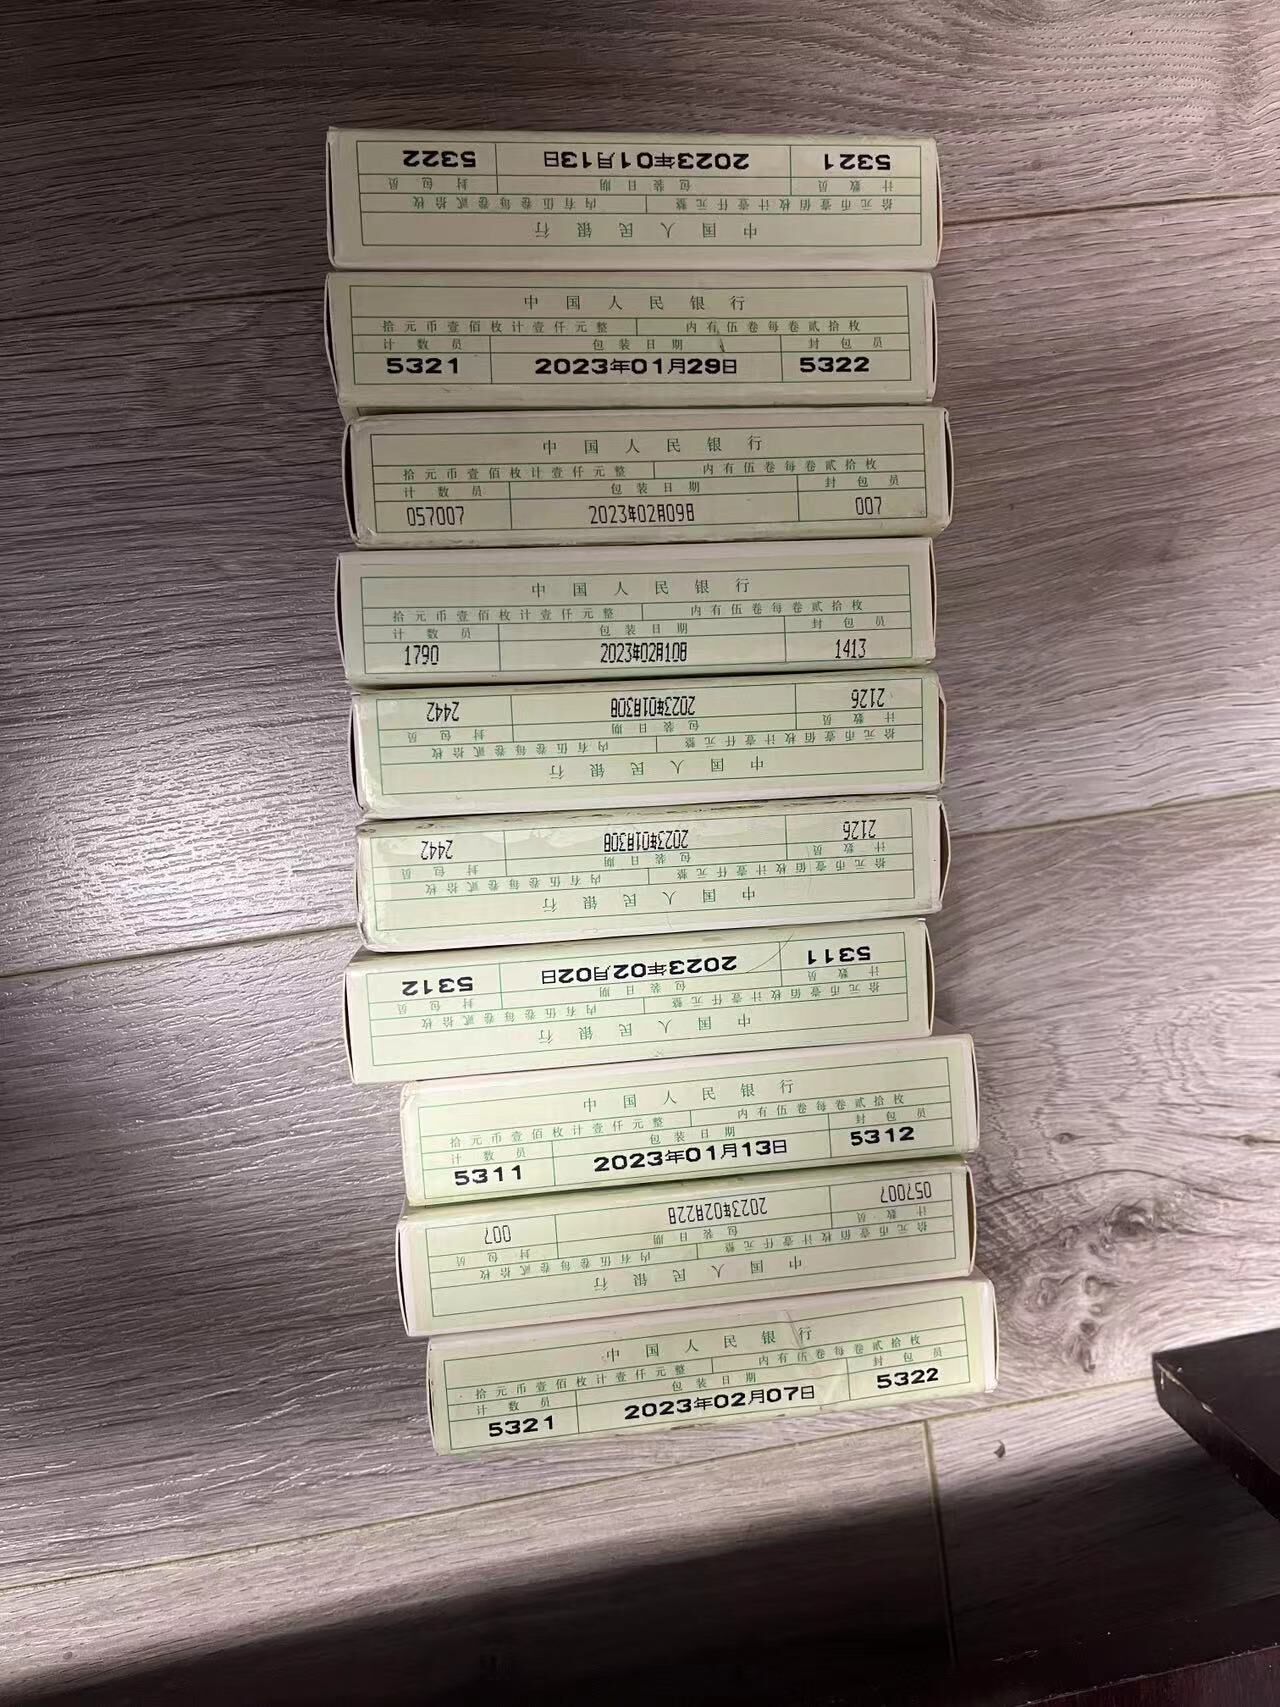 中国人民银行
拾元币壹佰枚计壹仟元整 内有伍卷每卷贰拾枚
计数员 包装日期 封包员
5321 2023年01月13日 5322
中国人民银行
拾元币壹佰枚计壹仟元整 内有伍卷每卷贰拾枚
计数员 包装日期 封包员
5321 2023年01月29日 5322
中国人民银行
拾元币壹佰枚计壹仟元整 内有伍卷每卷贰拾枚
计数员 包装日期 封包员
057007 2023年02月09日 007
中国人民银行
拾元币壹佰枚计壹仟元整 内有伍卷每卷贰拾枚
计数员 包装日期 封包员
1790 2023年02月10日 1413
中国人民银行
拾元币壹佰枚计壹仟元整 内有伍卷每卷贰拾枚
计数员 包装日期 封包员
2126 2023年01月30日 2442
中国人民银行
拾元币壹佰枚计壹仟元整 内有伍卷每卷贰拾枚
计数员 包装日期 封包员
2126 2023年01月30日 2442
中国人民银行
拾元币壹佰枚计壹仟元整 内有伍卷每卷贰拾枚
计数员 包装日期 封包员
5311 2023年02月02日 5312
中国人民银行
拾元币壹佰枚计壹仟元整 内有伍卷每卷贰拾枚
计数员 包装日期 封包员
5311 2023年01月13日 5312
中国人民银行
拾元币壹佰枚计壹仟元整 内有伍卷每卷贰拾枚
计数员 包装日期 封包员
057007 2023年02月22日 007
中国人民银行
拾元币壹佰枚计壹仟元整 内有伍卷每卷贰拾枚
计数员 包装日期 封包员
5321 2023年02月07日 5322